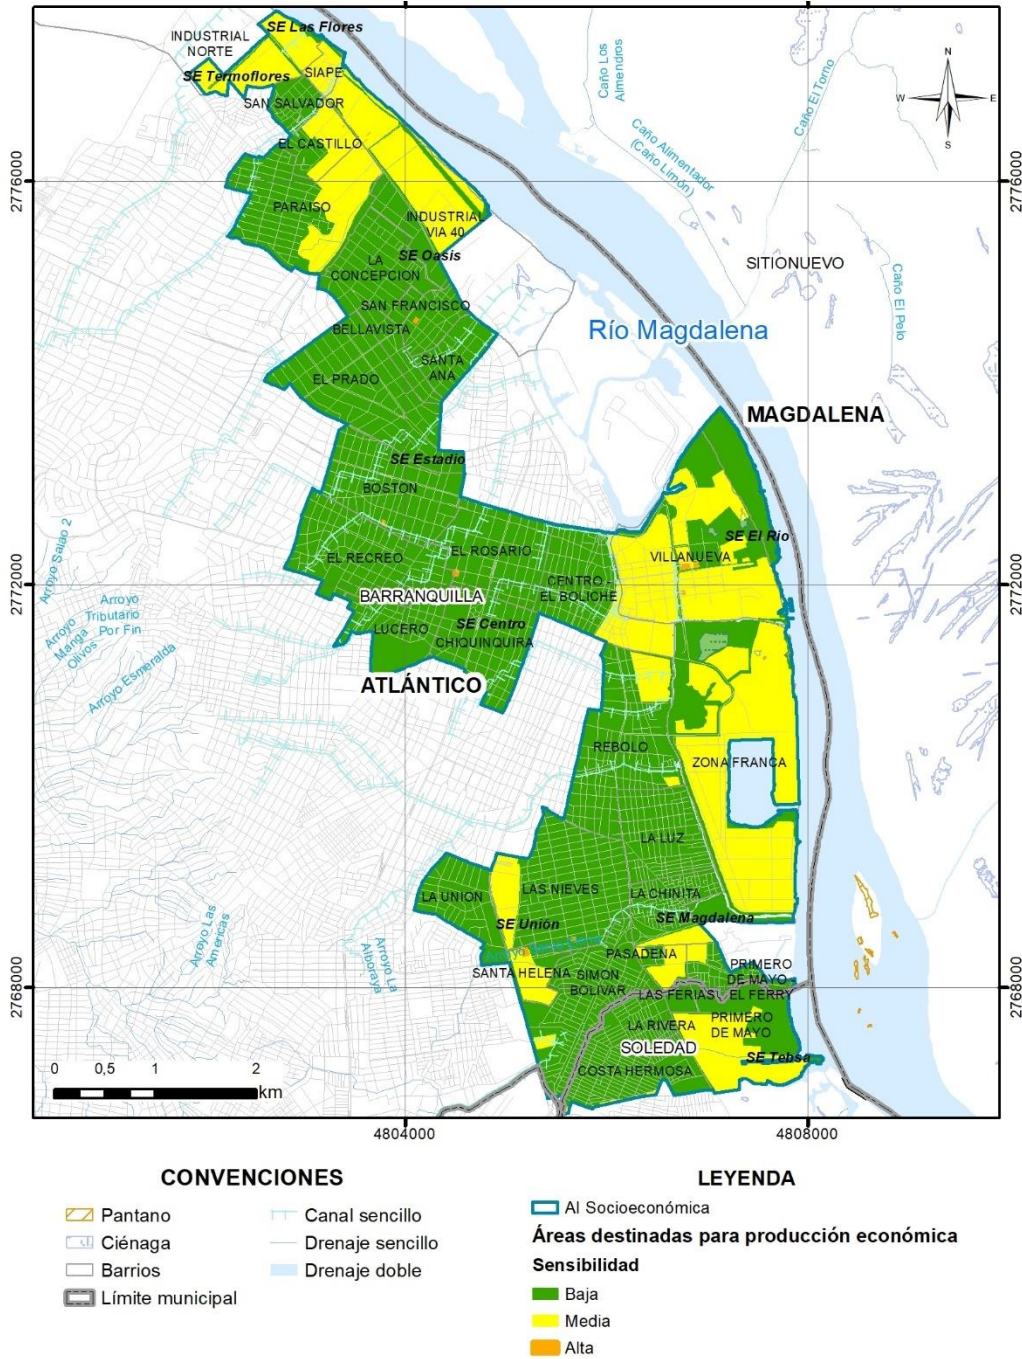 SE Las Flores
INDUSTRIAL
NORTE
SE Termoflores
SIAPE
SAN SALVADOR
EL CASTILLO
PARAISO
INDUSTRIAL
VIA 40
SE Oasis
LA
CONCEPCION
SAN FRANCISCO
BELLAVISTA
SANTA
ANA
EL PRADO
Caño Los
Almendros
Caño Alimentador
(Caño Limón)
Caño El Torno
N
W
E
S
SITIONUEVO
Caño El Pelo
Río Magdalena
MAGDALENA
SE Estadio
BOSTON
EL RECREO
EL ROSARIO
CENTRO -
EL BOLICHE
VILLANUEVA
SE El Rio
BARRANQUILLA
LUCERO
SE Centro
CHIQUINQUIRA
ATLÁNTICO
Arroyo Salao 2
Arroyo
Tributario
Por Fin
Arroyo
Manga
Olivos
Arroyo Esmeralda
REBOLO
ZONA FRANCA
LA LUZ
LA UNION
LAS NIEVES
LA CHINITA
SE Unión
SE Magdalena
Arroyo Las
Americas
Arroyo La
Alboraya
SANTA HELENA
PASADENA
SIMON
BOLIVAR
PRIMERO
DE MAYO
LAS FERIAS
EL FERRY
LA RIVERA
PRIMERO
DE MAYO
SOLEDAD
SE Tebsa
COSTA HERMOSA
0 0,5 1 2
km
2776000
2772000
2768000
2776000
2772000
2768000
4804000
4808000
CONVENCIONES
Pantano
Ciénaga
Barrios
Límite municipal
Canal sencillo
Drenaje sencillo
Drenaje doble
LEYENDA
AI Socioeconómica
Áreas destinadas para producción económica
Sensibilidad
Baja
Media
Alta